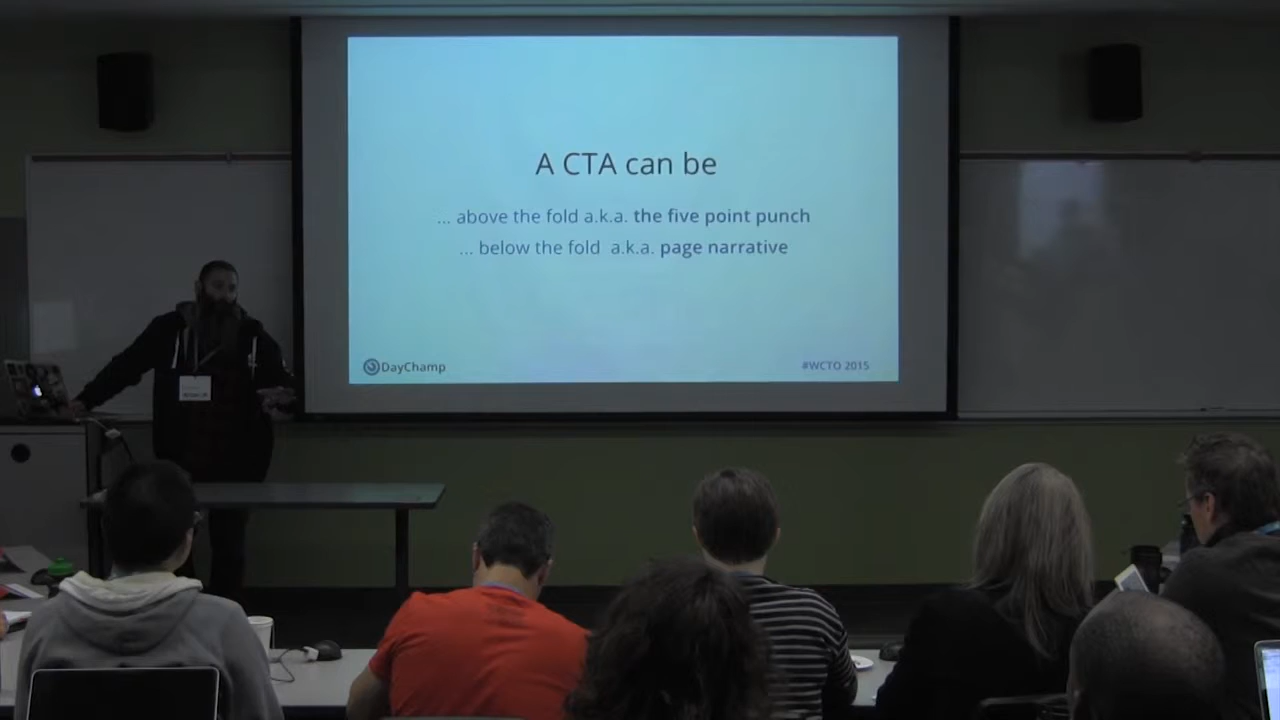 A CTA can be
... above the fold a.k.a. the five point punch
... below the fold a.k.a. page narrative
DayChamp
#WCTO 2015